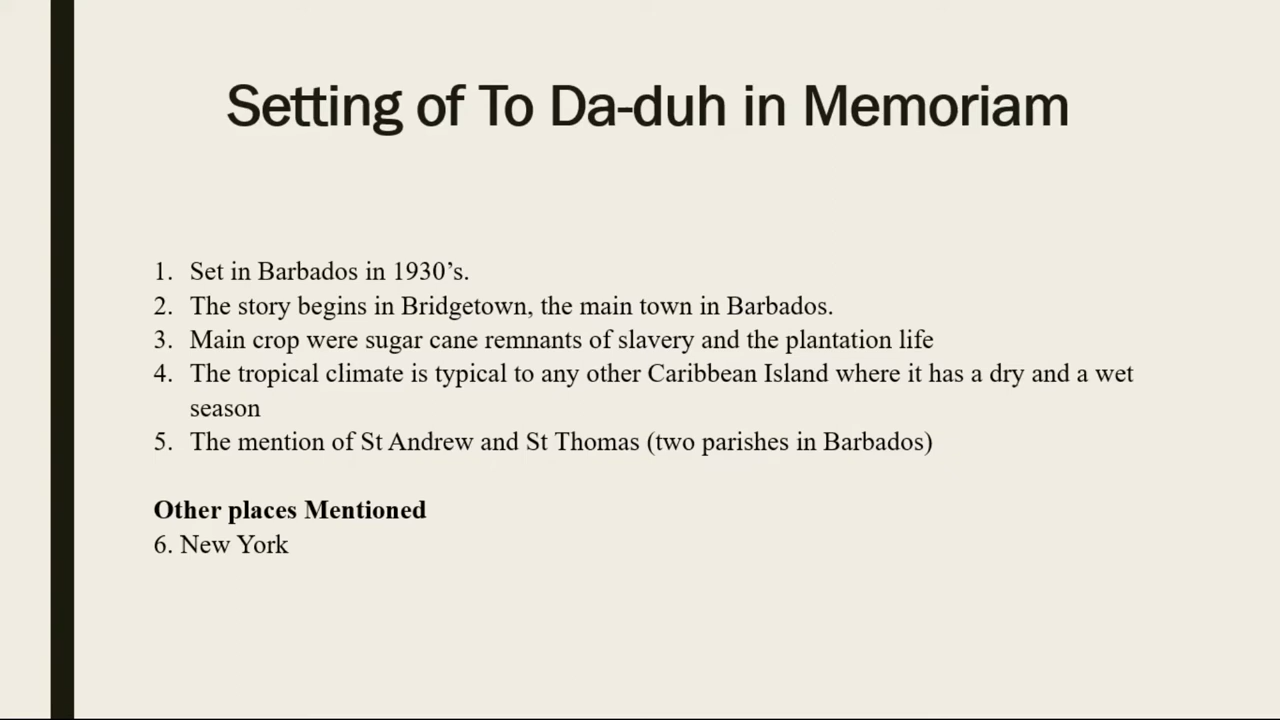 Setting of To Da-duh in Memoriam
1. Set in Barbados in 1930’s.
2. The story begins in Bridgetown, the main town in Barbados.
3. Main crop were sugar cane remnants of slavery and the plantation life
4. The tropical climate is typical to any other Caribbean Island where it has a dry and a wet
season
5. The mention of St Andrew and St Thomas (two parishes in Barbados)
Other places Mentioned
6. New York